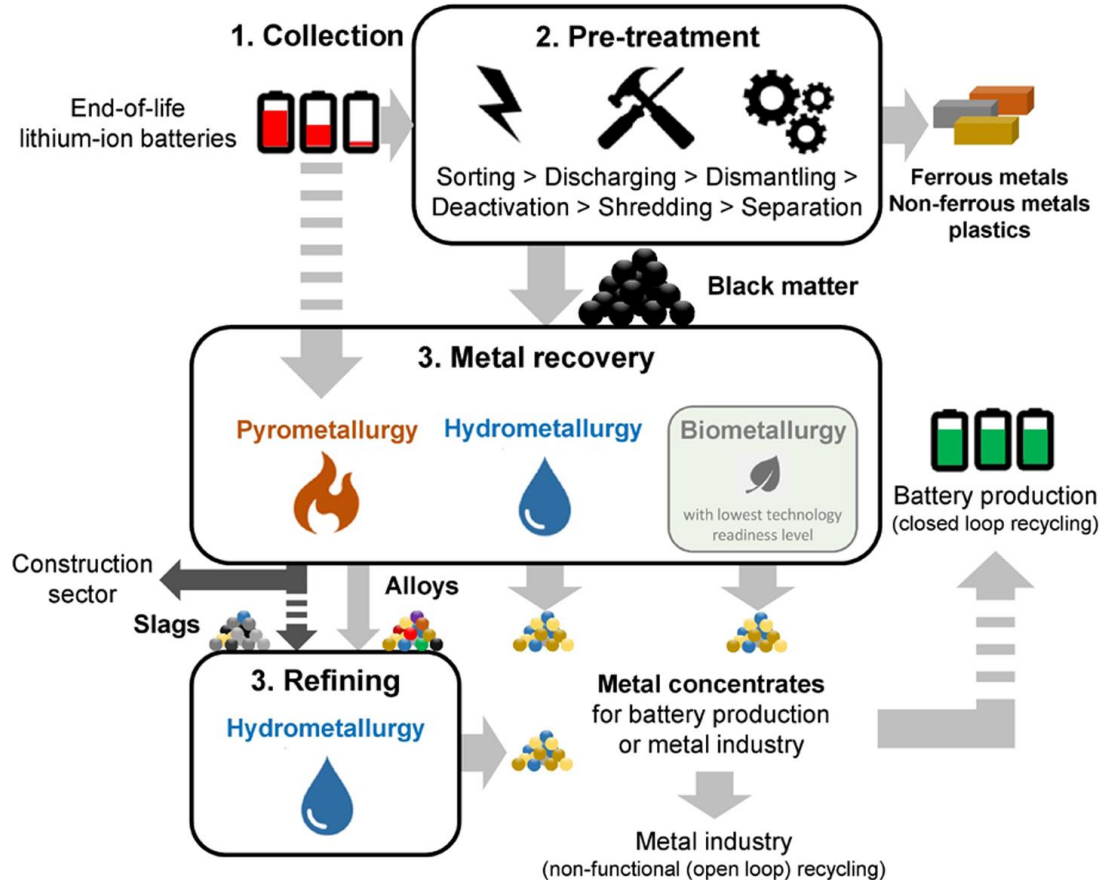 1. Collection
2. Pre-treatment
End-of-life
lithium-ion batteries
Sorting > Discharging > Dismantling >
Deactivation > Shredding > Separation
Ferrous metals
Non-ferrous metals
plastics
Black matter
3. Metal recovery
Pyrometallurgy
Hydrometallurgy
Biometallurgy
with lowest technology
readiness level
Battery production
(closed loop recycling)
Construction
sector
Slags
Alloys
3. Refining
Hydrometallurgy
Metal concentrates
for battery production
or metal industry
Metal industry
(non-functional (open loop) recycling)